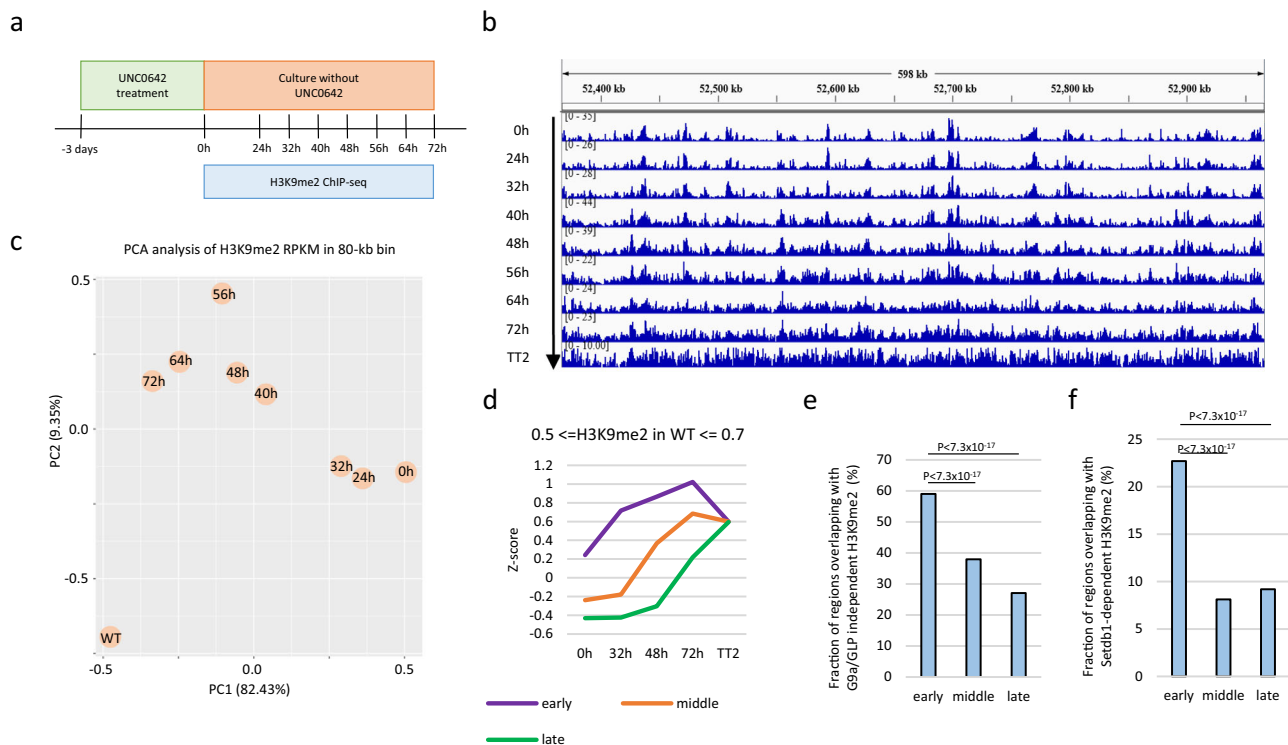 a
UNC0642
treatment
Culture without
UNC0642
-3 days
0h
24h
32h
40h
48h
56h
64h
72h
H3K9me2 ChIP-seq
b
598 kb
52,400 kb
52,500 kb
52,600 kb
52,700 kb
52,800 kb
52,900 kb
[0 - 35]
0h
[0 - 26]
24h
[0 - 28]
32h
[0 - 44]
40h
[0 - 39]
48h
[0 - 22]
56h
[0 - 24]
64h
[0 - 23]
72h
[0 - 10.00]
TT2
c
PCA analysis of H3K9me2 RPKM in 80-kb bin
PC2 (9.35%)
0.5
0.0
-0.5
56h
64h
72h
48h
40h
32h
24h
0h
WT
-0.5
0.0
0.5
PC1 (82.43%)
d
0.5 <=H3K9me2 in WT <= 0.7
Z-score
1.2
1
0.8
0.6
0.4
0.2
0
-0.2
-0.4
-0.6
0h
32h
48h
72h
TT2
early
middle
late
e
P<7.3x10-17
P<7.3x10-17
Fraction of regions overlapping with
G9a/GLP independent H3K9me2 (%)
70
60
50
40
30
20
10
0
early
middle
late
f
P<7.3x10-17
P<7.3x10-17
Fraction of regions overlapping with
Setdb1-dependent H3K9me2 (%)
25
20
15
10
5
0
early
middle
late